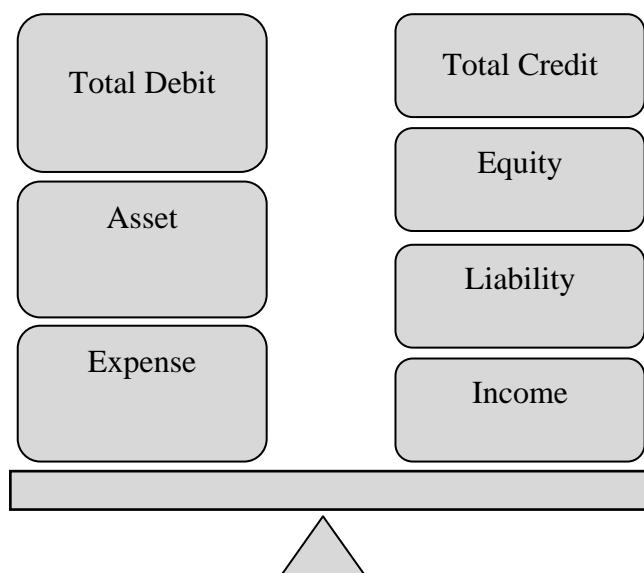 Total Debit
Asset
Expense
Total Credit
Equity
Liability
Income